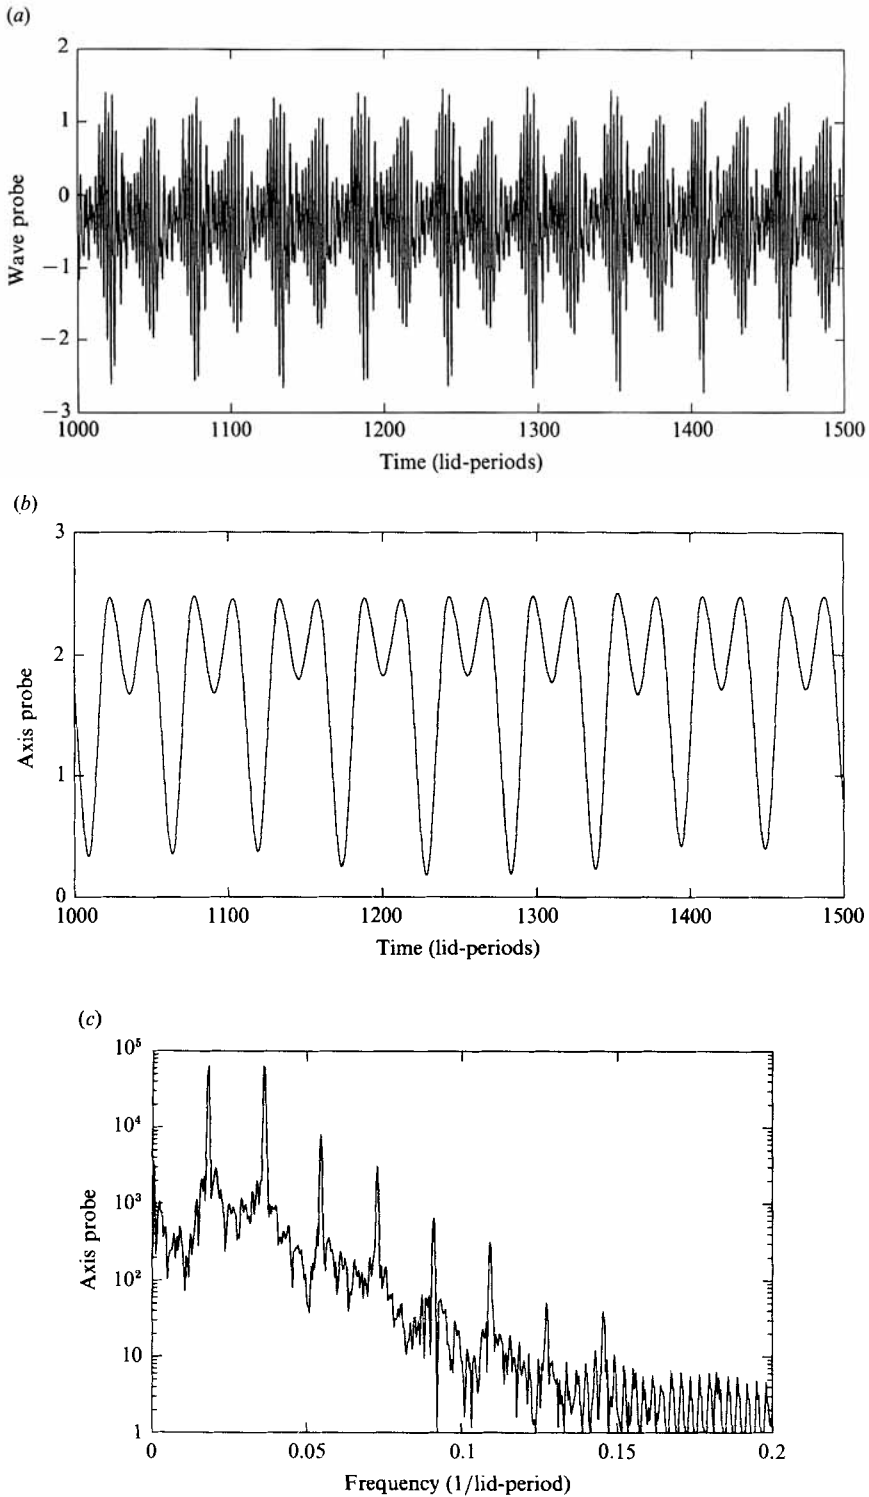 (a)
2
1
0
−1
−2
−3
Wave probe
1000 1100 1200 1300 1400 1500
Time (lid-periods)
(b)
3
2
1
0
Axis probe
1000 1100 1200 1300 1400 1500
Time (lid-periods)
(c)
10⁵
10⁴
10³
10²
10
1
Axis probe
0 0.05 0.1 0.15 0.2
Frequency (1/lid-period)